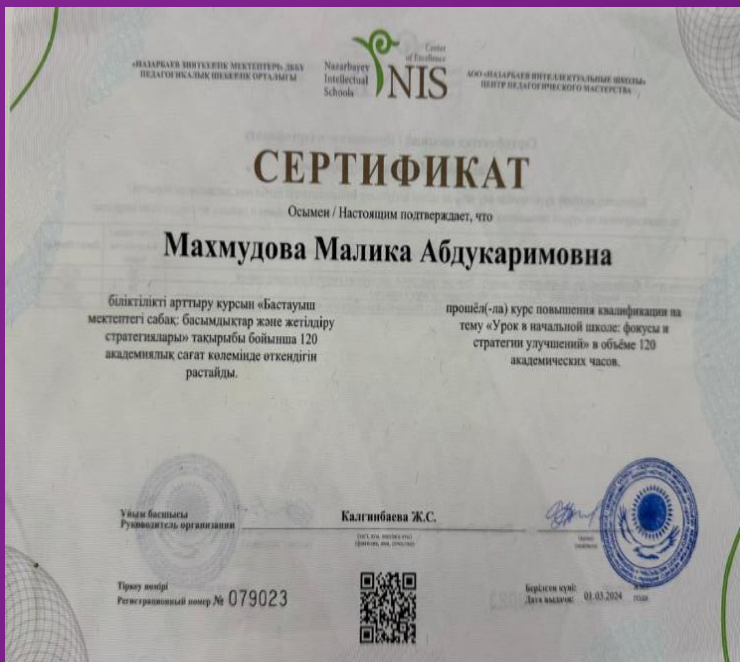 «НАЗАРБАЕВ ЗИЯТКЕРЛІК МЕКТЕПТЕРІ» ДББҰ
ПЕДАГОГИКАЛЫҚ ШЕБЕРЛІК ОРТАЛЫҒЫ
Nazarbayev
Intellectual
Schools
Center
of Excellence
NIS
АОО «НАЗАРБАЕВ ИНТЕЛЛЕКТУАЛЬНЫЕ ШКОЛЫ»
ЦЕНТР ПЕДАГОГИЧЕСКОГО МАСТЕРСТВА
СЕРТИФИКАТ
Осымен / Настоящим подтверждает, что
Махмудова Малика Абдукаримовна
біліктілікті арттыру курсын «Бастауыш
мектептегі сабақ: басымдықтар және жетілдіру
стратегиялары» тақырыбы бойынша 120
академиялық сағат көлемінде өткендігін
растайды.
прошёл(-ла) курс повышения квалификации на
тему «Урок в начальной школе: фокусы и
стратегии улучшений» в объёме 120
академических часов.
Ұйым басшысы
Руководитель организации
Калгинбаева Ж.С.
Тіркеу нөмірі
Регистрационный номер № 079023
Берілген күні:
Дата выдачи: 01.03.2024 года